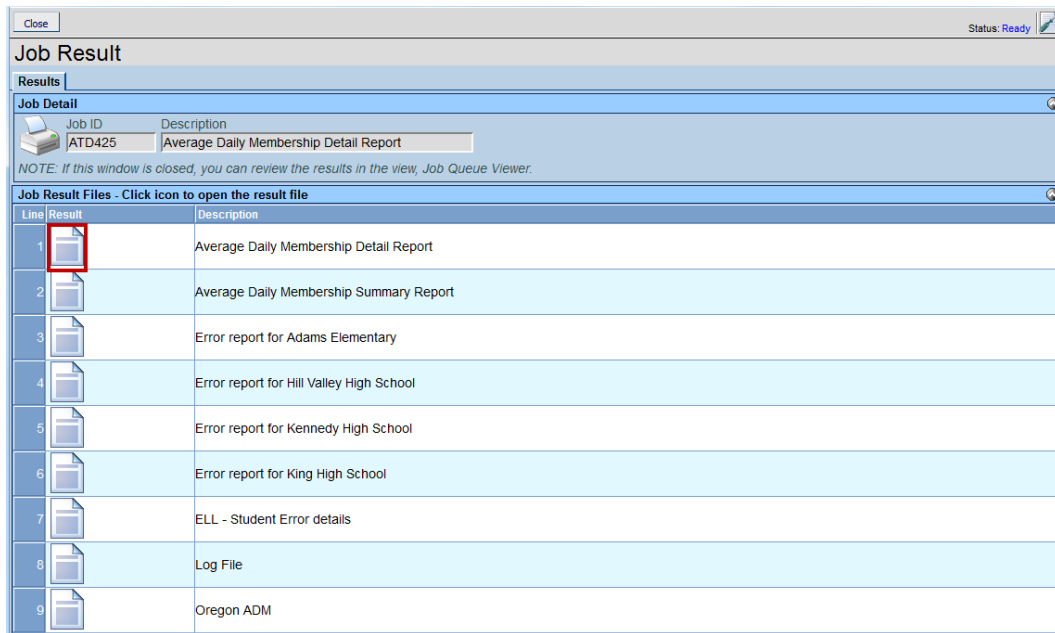 Close
Status: Ready
Job Result
Results
Job Detail
Job ID Description
ATD425 Average Daily Membership Detail Report
NOTE: If this window is closed, you can review the results in the view, Job Queue Viewer.
Job Result Files - Click icon to open the result file
Line Result Description
1 Average Daily Membership Detail Report
2 Average Daily Membership Summary Report
3 Error report for Adams Elementary
4 Error report for Hill Valley High School
5 Error report for Kennedy High School
6 Error report for King High School
7 ELL - Student Error details
8 Log File
9 Oregon ADM